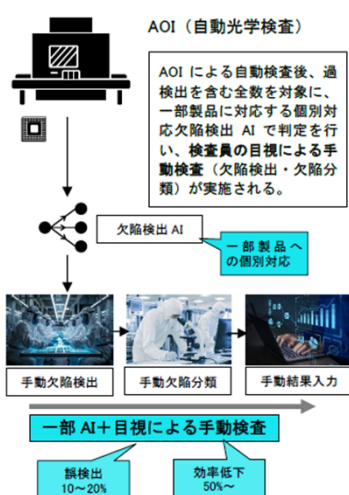 AOI（自動光学検査）
AOI による自動検査後、過
検出を含む全数を対象に、
一部製品に対応する個別対
応欠陥検出 AI で判定を行
い、検査員の目視による手
動検査（欠陥検出・欠陥分
類）が実施される。
欠陥検出 AI
一部製品へ
の個別対応
手動欠陥検出
手動欠陥分類
手動結果入力
一部 AI＋目視による手動検査
誤検出
10～20%
効率低下
50%～